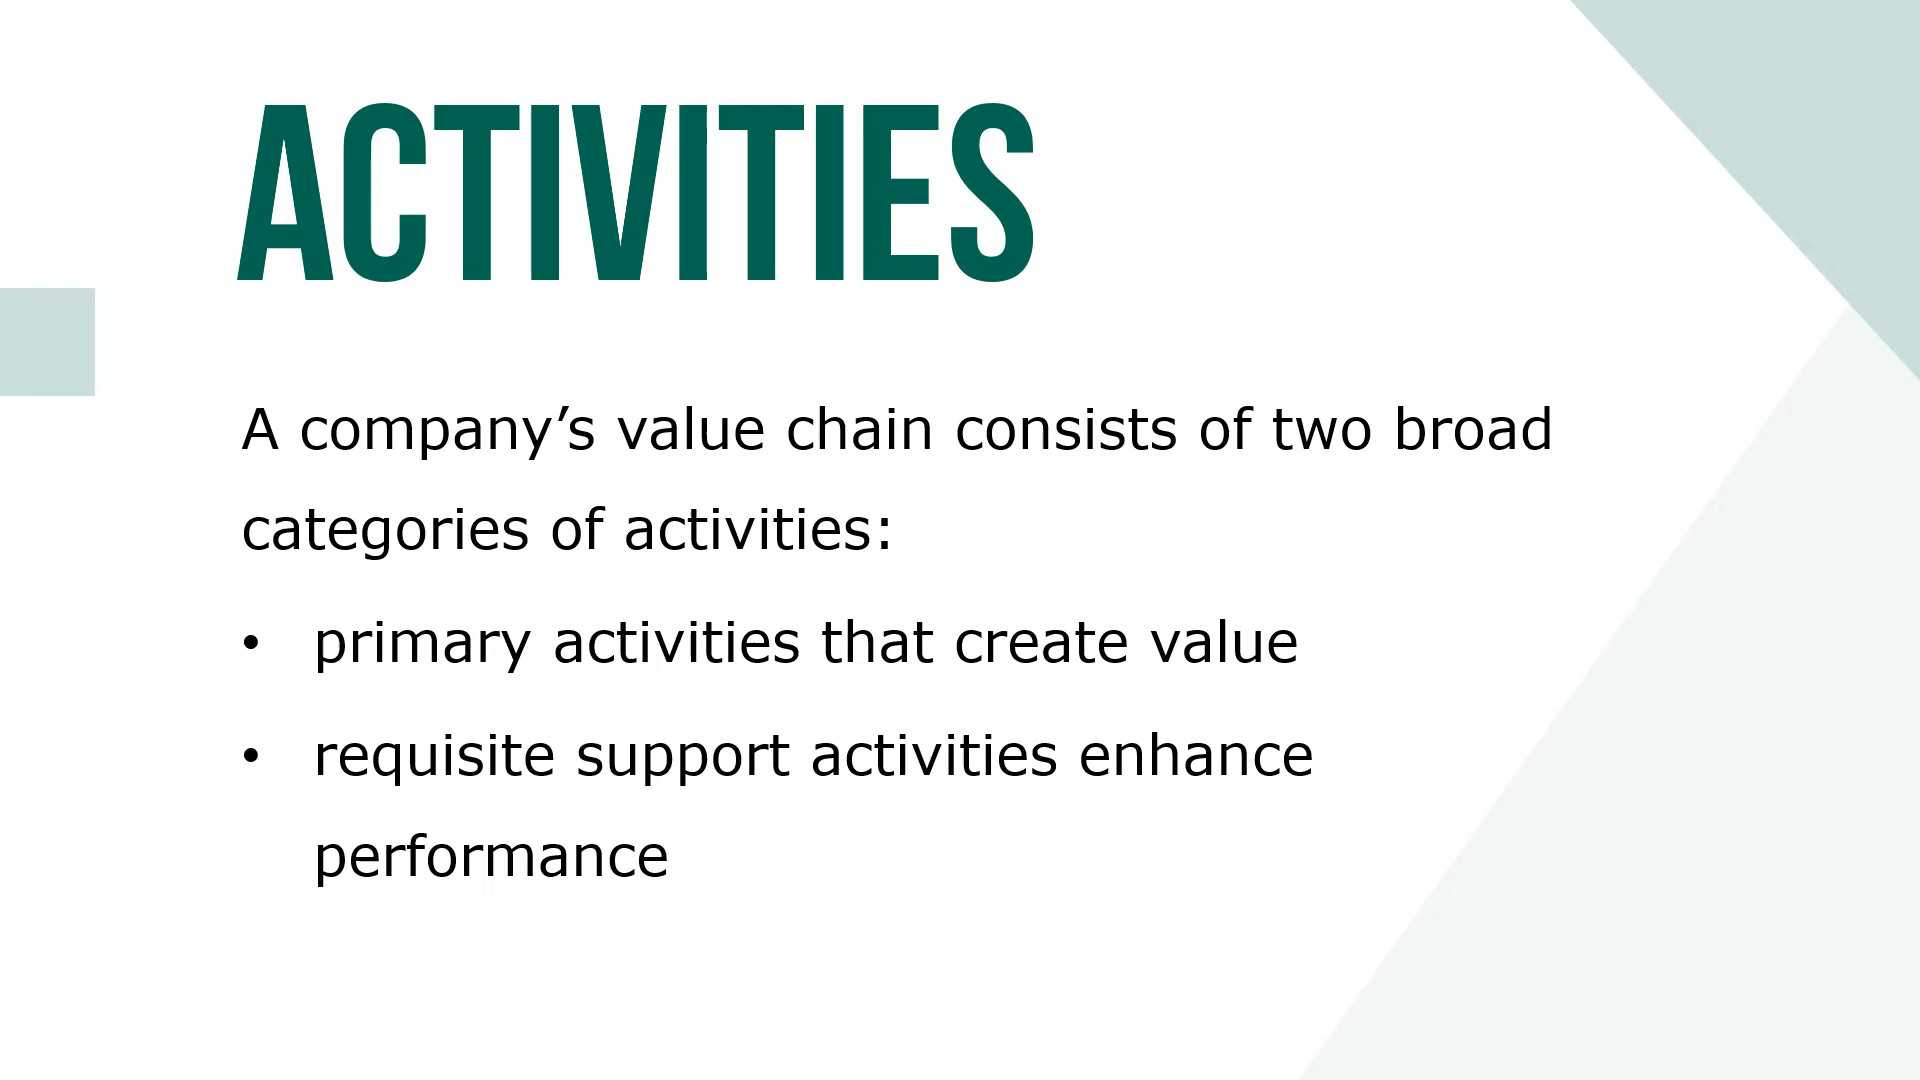 ACTIVITIES
A company’s value chain consists of two broad
categories of activities:
• primary activities that create value
• requisite support activities enhance
performance